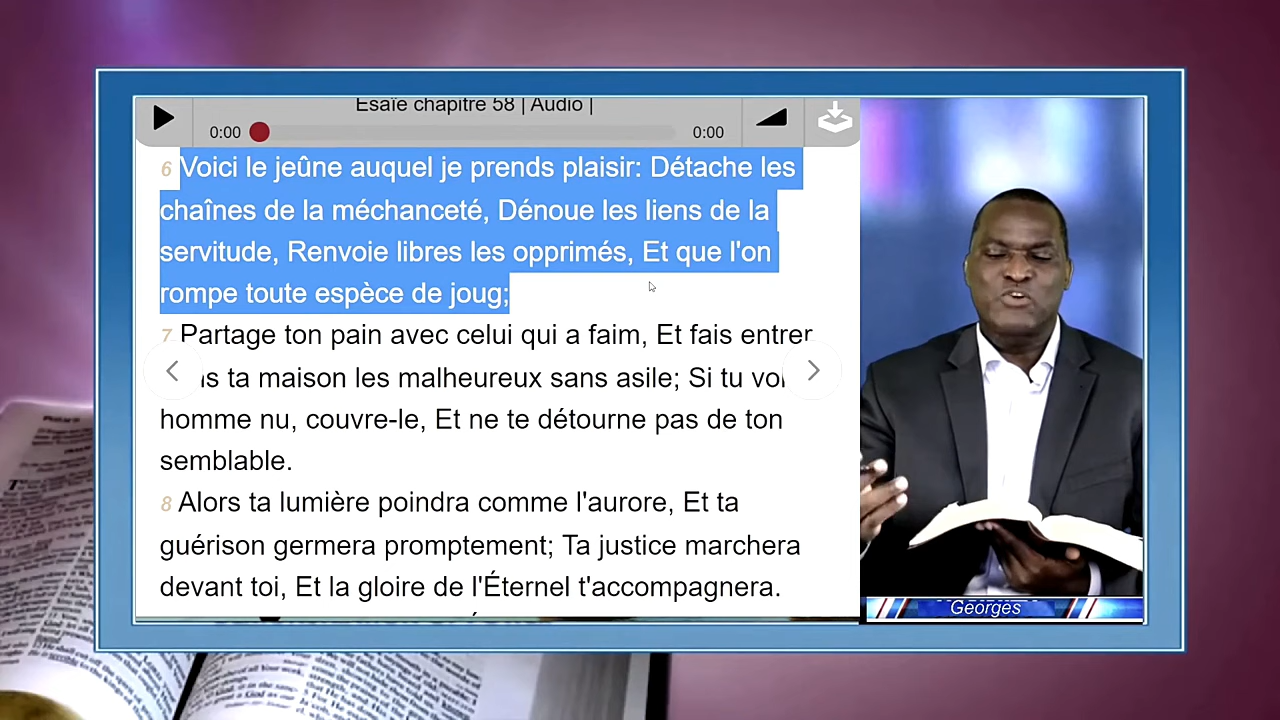 Esaïe chapitre 58 | Audio |
0:00
0:00
6 Voici le jeûne auquel je prends plaisir: Détache les
chaînes de la méchanceté, Dénoue les liens de la
servitude, Renvoie libres les opprimés, Et que l'on
rompe toute espèce de joug;
7 Partage ton pain avec celui qui a faim, Et fais entrer
ta maison les malheureux sans asile; Si tu
homme nu, couvre-le, Et ne te détourne pas de ton
semblable.
8 Alors ta lumière poindra comme l'aurore, Et ta
guérison germera promptement; Ta justice marchera
devant toi, Et la gloire de l'Éternel t'accompagnera.
Georges